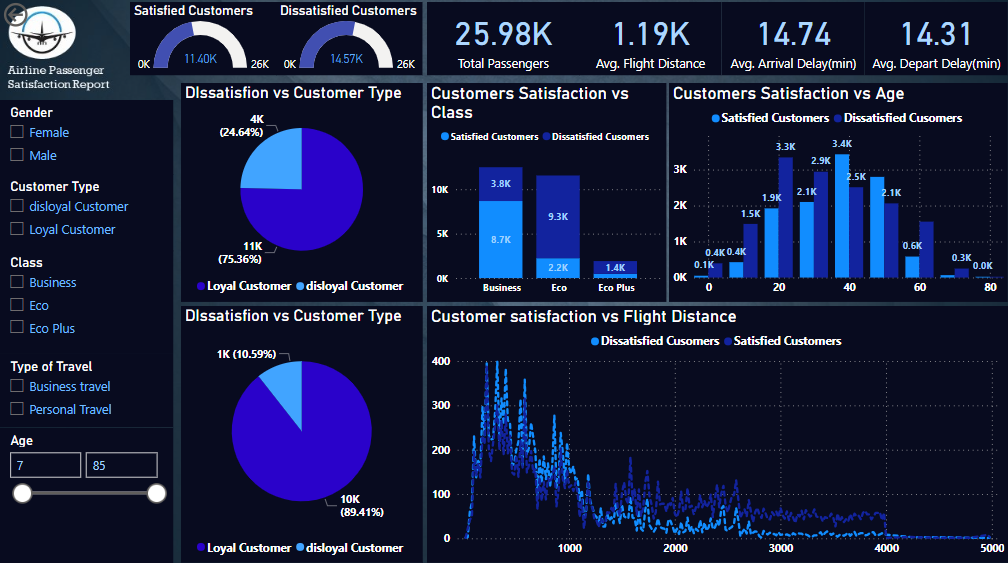 Airline Passenger
Satisfaction Report
Gender
Female
Male
Customer Type
disloyal Customer
Loyal Customer
Class
Business
Eco
Eco Plus
Type of Travel
Business travel
Personal Travel
Age
7
85
Satisfied Customers
0K
11.40K
26K
Dissatisfied Customers
0K
14.57K
26K
25.98K
Total Passengers
1.19K
Avg. Flight Distance
14.74
Avg. Arrival Delay(min)
14.31
Avg. Depart Delay(min)
DIssatisfion vs Customer Type
4K
(24.64%)
11K
(75.36%)
Loyal Customer
disloyal Customer
Customers Satisfaction vs
Class
Satisfied Customers
Dissatisfied Cusomers
10K
5K
0K
3.8K
8.7K
9.3K
2.2K
1.4K
Business
Eco
Eco Plus
Customers Satisfaction vs Age
Satisfied Customers
Dissatisfied Cusomers
3K
2K
1K
0K
0.1K
0.4K
0.4K
1.5K
1.9K
3.3K
2.1K
2.9K
3.4K
2.5K
2.1K
0.6K
0.3K
0.0K
0
20
40
60
80
DIssatisfion vs Customer Type
1K (10.59%)
10K
(89.41%)
Loyal Customer
disloyal Customer
Customer satisfaction vs Flight Distance
Dissatisfied Cusomers
Satisfied Customers
400
300
200
100
0
1000
2000
3000
4000
5000